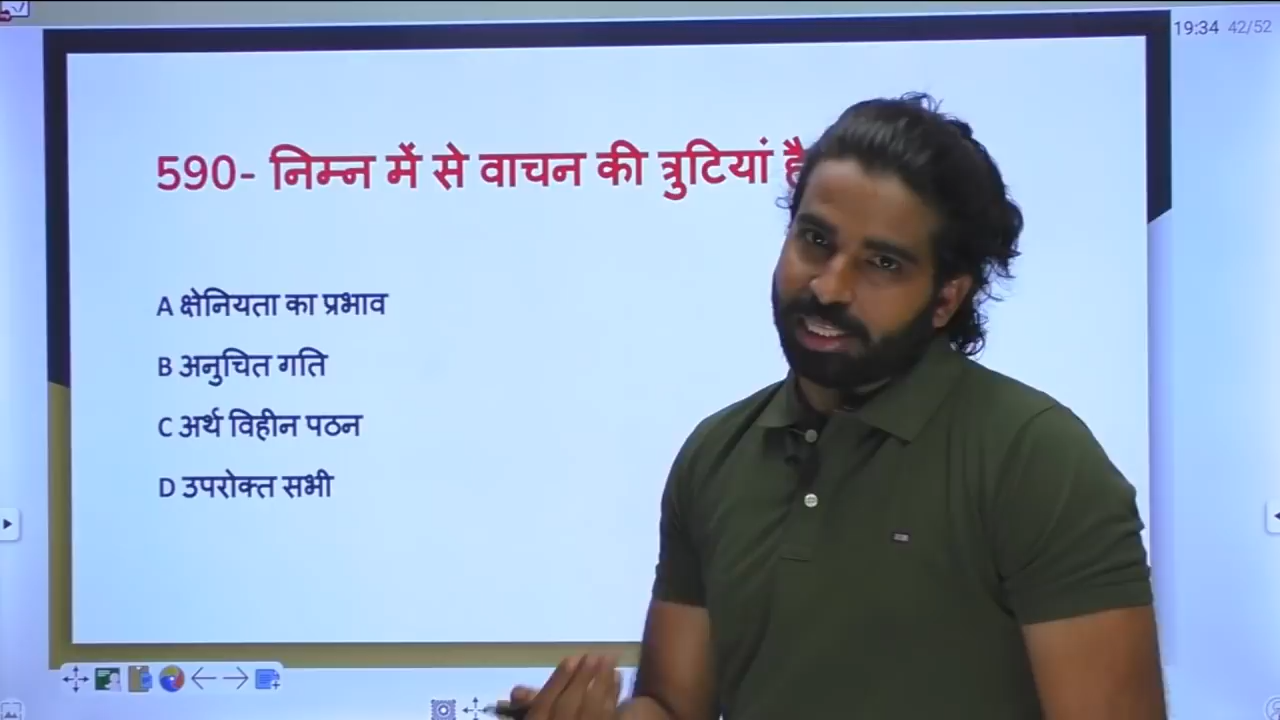 19:34 42/52
590- निम्न में से वाचन की त्रुटियां है
A क्षेनियता का प्रभाव
B अनुचित गति
C अर्थ विहीन पठन
D उपरोक्त सभी